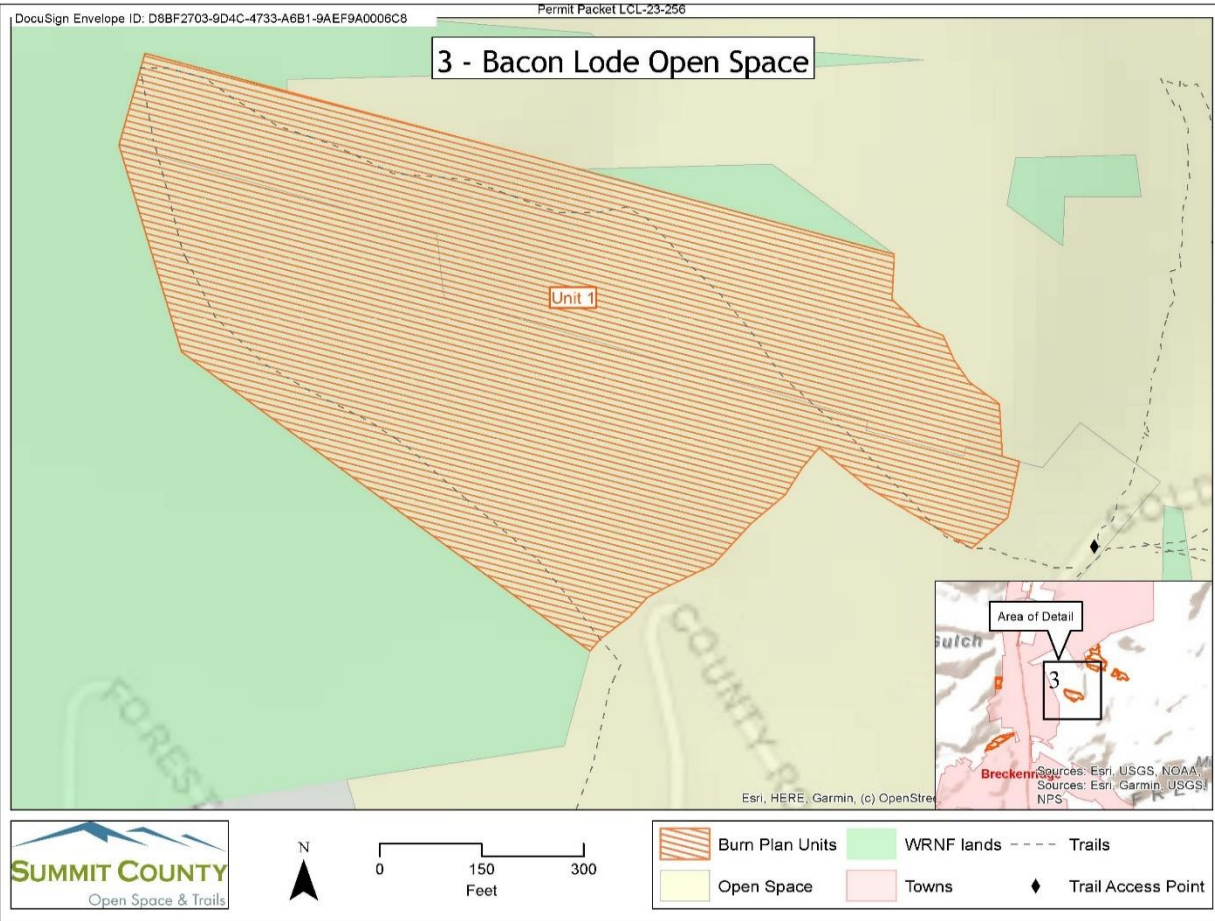 DocuSign Envelope ID: D8BF2703-9D4C-4733-A6B1-9AEF9A0006C8
Permit Packet LCL-23-256
3 - Bacon Lode Open Space
Unit 1
GOLD
COUNTY R
FOREST
Area of Detail
Gulch
3
Breckenridge
Sources: Esri, USGS, NOAA,
Sources: Esri, Garmin, USGS,
NPS
Esri, HERE, Garmin, (c) OpenStree
SUMMIT COUNTY
Open Space & Trails
N
0 150 300
Feet
Burn Plan Units
WRNF lands
Trails
Open Space
Towns
Trail Access Point